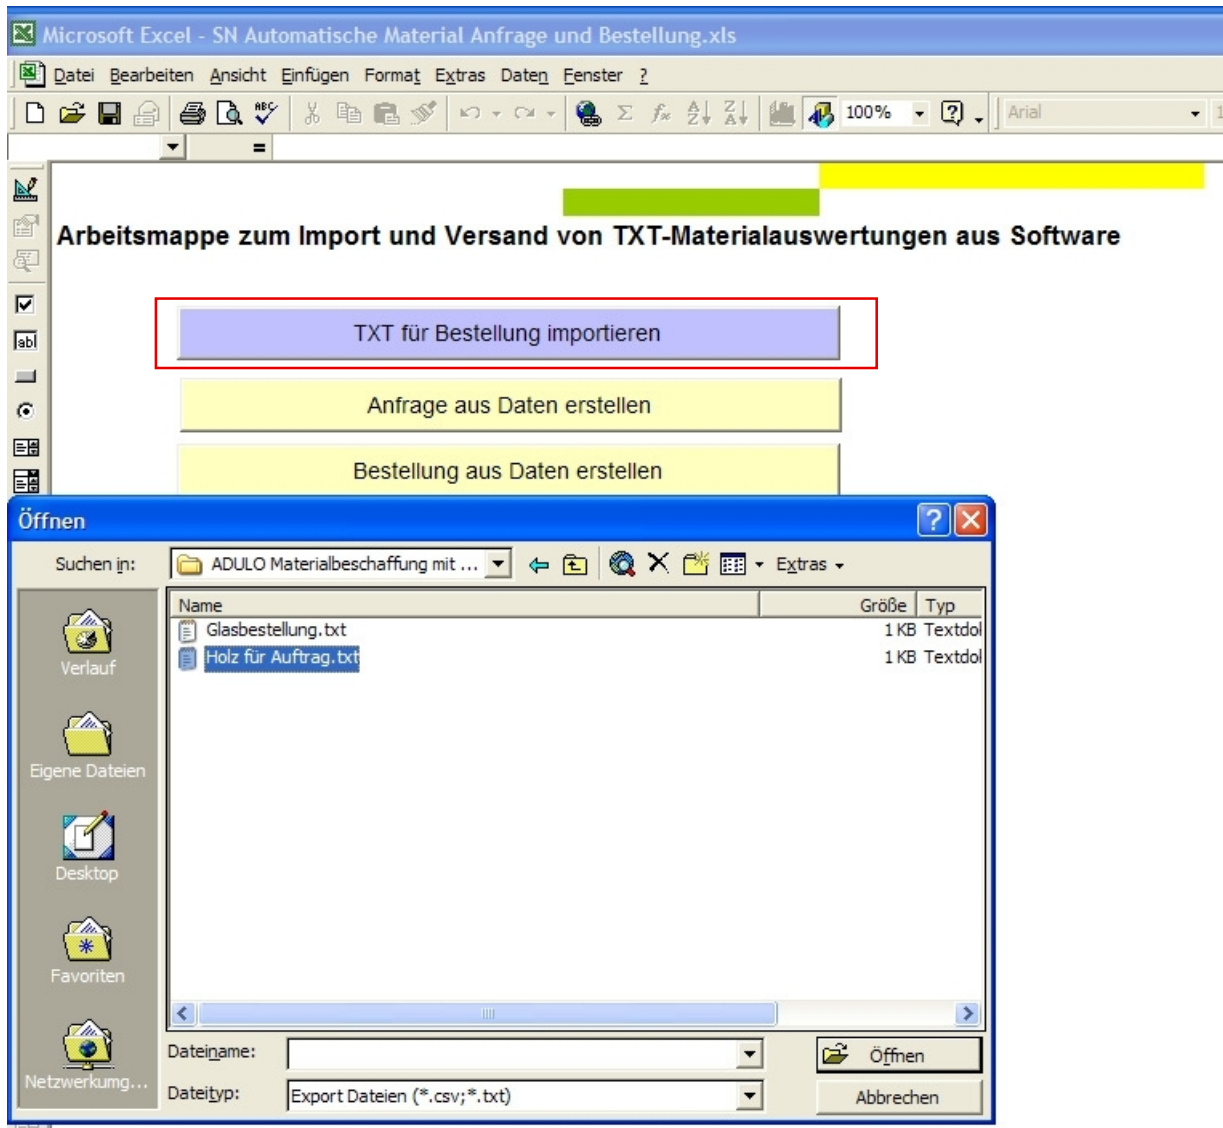 Microsoft Excel - SN Automatische Material Anfrage und Bestellung.xls
Datei Bearbeiten Ansicht Einfügen Format Extras Daten Fenster ?
100% Arial
=
Arbeitsmappe zum Import und Versand von TXT-Materialauswertungen aus Software
TXT für Bestellung importieren
Anfrage aus Daten erstellen
Bestellung aus Daten erstellen
Öffnen
Suchen in: ADULO Materialbeschaffung mit ... Extras
Name Größe Typ
Glasbestellung.txt 1 KB Textdol
Holz für Auftrag.txt 1 KB Textdol
Verlauf
Eigene Dateien
Desktop
Favoriten
Netzwerkumg...
Dateiname: Öffnen
Dateityp: Export Dateien (*.csv;*.txt) Abbrechen